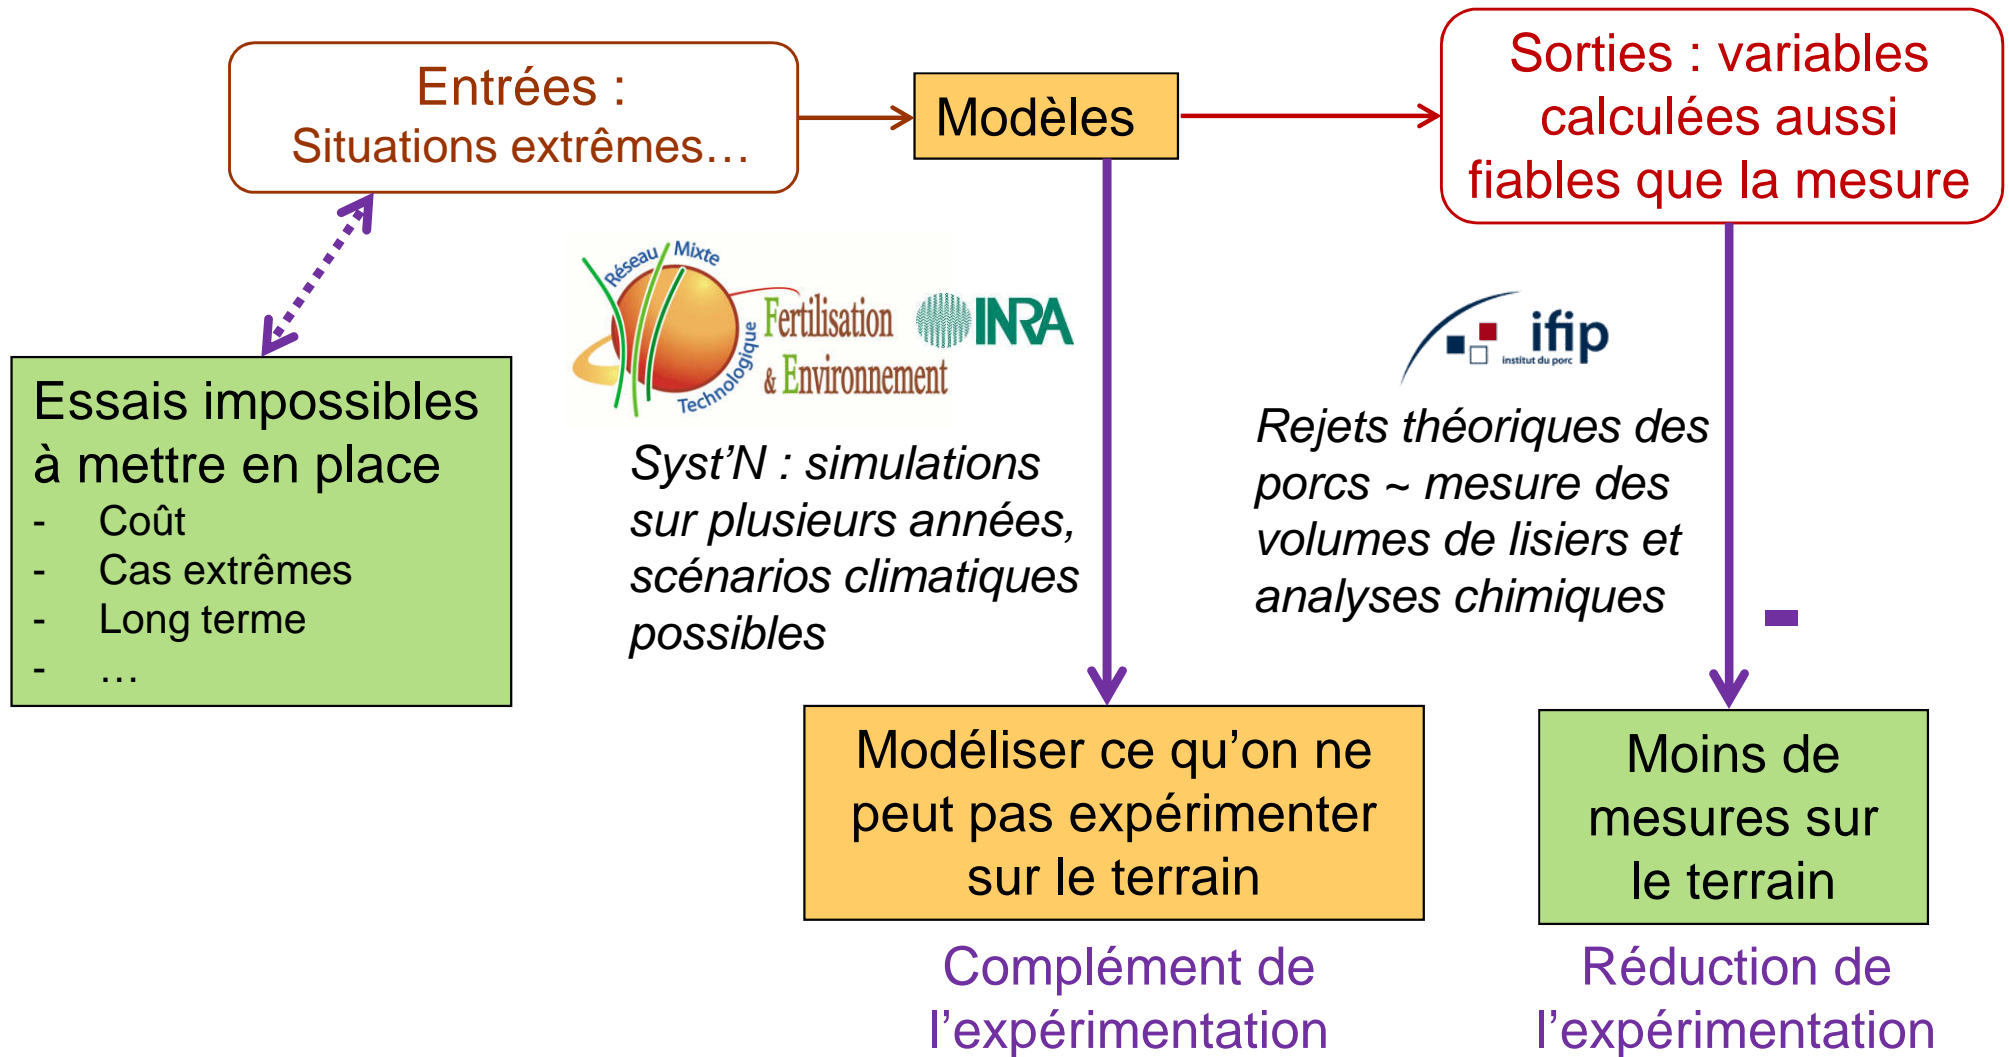 Entrées :
Situations extrêmes…
Modèles
Sorties : variables
calculées aussi
fiables que la mesure
Réseau Mixte
Technologique
Fertilisation
& Environnement
INRA
ifip
institut du porc
Essais impossibles
à mettre en place
- Coût
- Cas extrêmes
- Long terme
- …
Syst’N : simulations
sur plusieurs années,
scénarios climatiques
possibles
Rejets théoriques des
porcs ~ mesure des
volumes de lisiers et
analyses chimiques
-
Modéliser ce qu’on ne
peut pas expérimenter
sur le terrain
Moins de
mesures sur
le terrain
Complément de
l’expérimentation
Réduction de
l’expérimentation